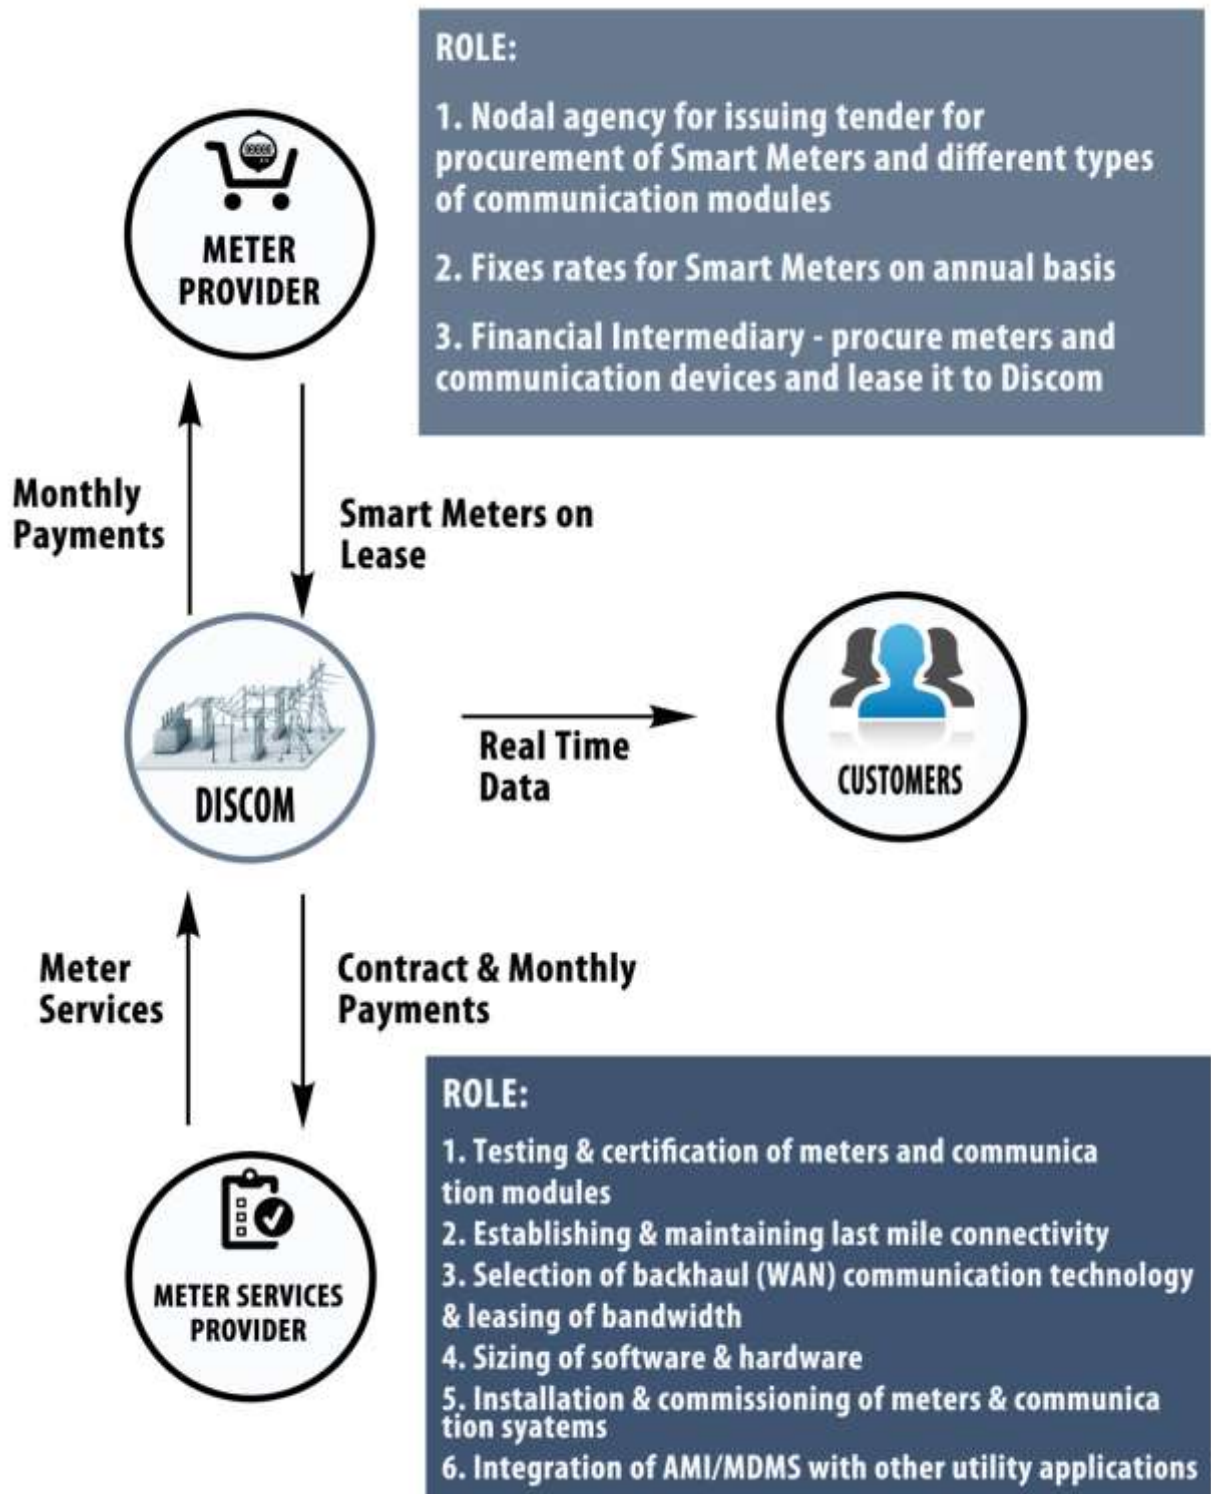 ROLE:
1. Nodal agency for issuing tender for
procurement of Smart Meters and different types
of communication modules
2. Fixes rates for Smart Meters on annual basis
3. Financial Intermediary - procure meters and
communication devices and lease it to Discom
METER
PROVIDER
Monthly
Payments
Smart Meters on
Lease
DISCOM
Real Time
Data
CUSTOMERS
Meter
Services
Contract & Monthly
Payments
METER SERVICES
PROVIDER
ROLE:
1. Testing & certification of meters and communica
tion modules
2. Establishing & maintaining last mile connectivity
3. Selection of backhaul (WAN) communication technology
& leasing of bandwidth
4. Sizing of software & hardware
5. Installation & commissioning of meters & communica
tion syatems
6. Integration of AMI/MDMS with other utility applications